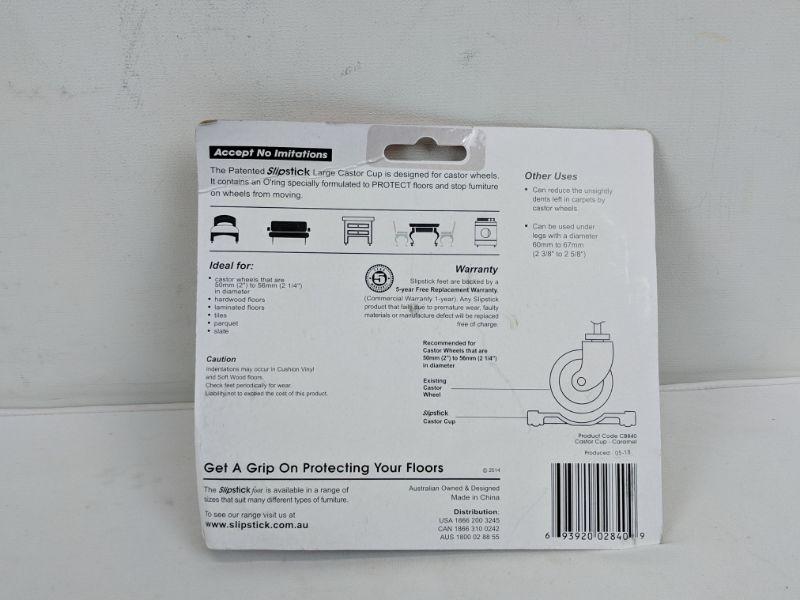 Accept No Imitations
The Patented Slipstick Large Castor Cup is designed for castor wheels.
It contains an O'ring specially formulated to PROTECT floors and stop furniture
on wheels from moving.
Other Uses
• Can reduce the unsightly
dents left in carpets by
castor wheels.
• Can be used under
legs with a diameter
60mm to 67mm
(2 3/8" to 2 5/8")
Ideal for:
• castor wheels that are
50mm (2") to 56mm (2 1/4")
in diameter
• hardwood floors
• laminated floors
• tiles
• parquet
• slate
5
Warranty
Slipstick feet are backed by a
5-year Free Replacement Warranty.
(Commercial Warranty 1-year). Any Slipstick
product that fails due to premature wear, faulty
materials or manufacture defect will be replaced
free of charge.
Caution
Indentations may occur in Cushion Vinyl
and Soft Wood floors.
Check feet periodically for wear.
Liability not to exceed the cost of this product.
Recommended for
Castor Wheels that are
50mm (2") to 56mm (2 1/4")
in diameter
Existing
Castor
Wheel
Slipstick
Castor Cup
Product Code CB840
Castor Cup - Caramel
Produced: 05-15
Get A Grip On Protecting Your Floors
© 2014
The Slipstick feet is available in a range of
sizes that suit many different types of furniture.
To see our range visit us at
www.slipstick.com.au
Australian Owned & Designed
Made in China
Distribution:
USA 1866 200 3245
CAN 1866 310 0242
AUS 1800 02 88 55
6 93920 02840 9